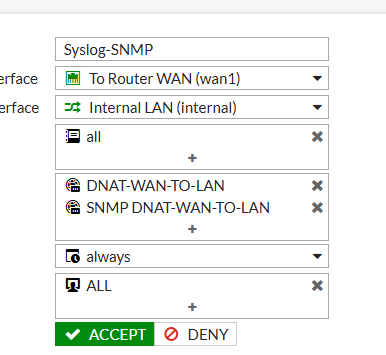 Syslog-SNMP
erface To Router WAN (wan1)
erface Internal LAN (internal)
all
+
DNAT-WAN-TO-LAN
SNMP DNAT-WAN-TO-LAN
+
always
ALL
+
ACCEPT DENY